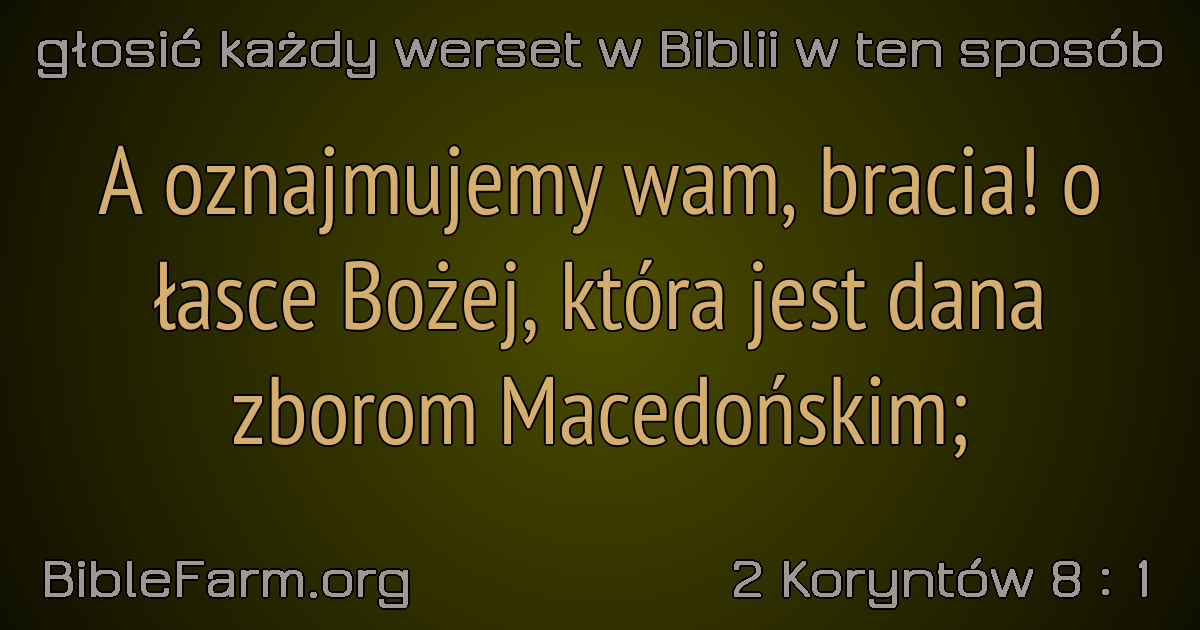 głosić każdy werset w Biblii w ten sposób
A oznajmujemy wam, bracia! o
łasce Bożej, która jest dana
zborom Macedońskim;
BibleFarm.org
2 Koryntów 8 : 1